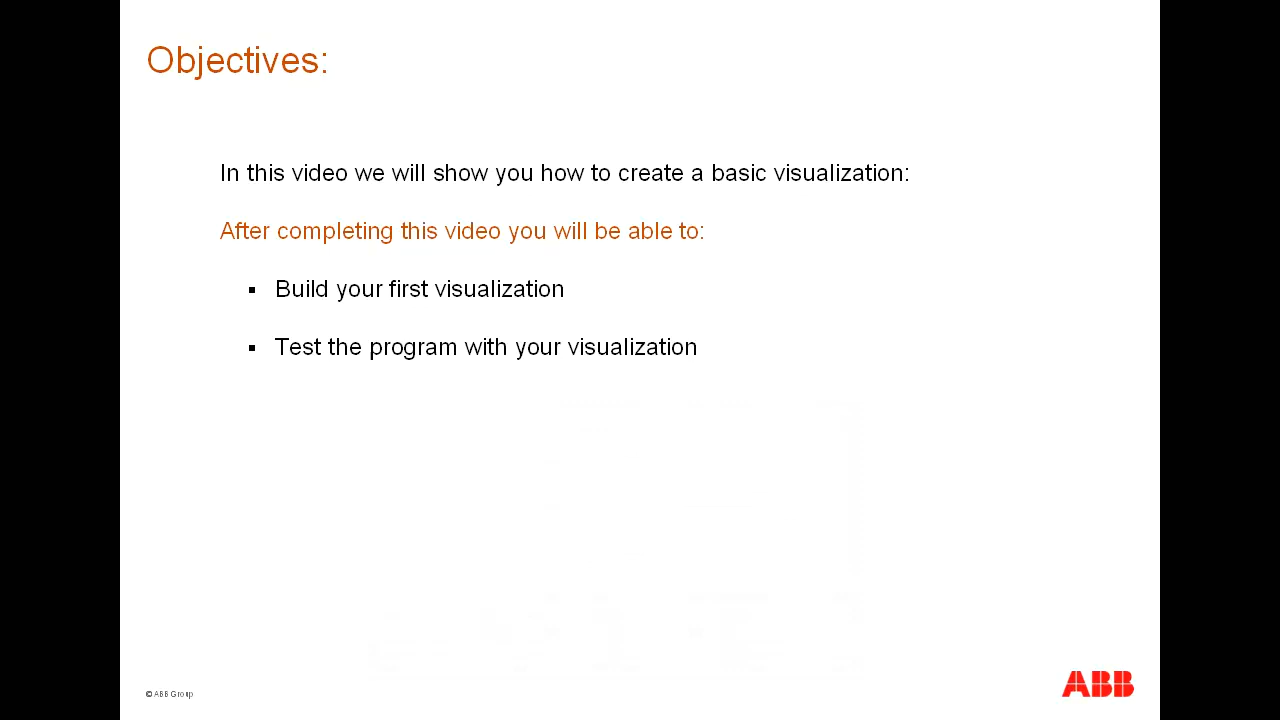 Objectives:
In this video we will show you how to create a basic visualization:
After completing this video you will be able to:
▪ Build your first visualization
▪ Test the program with your visualization
© ABB Group
ABB